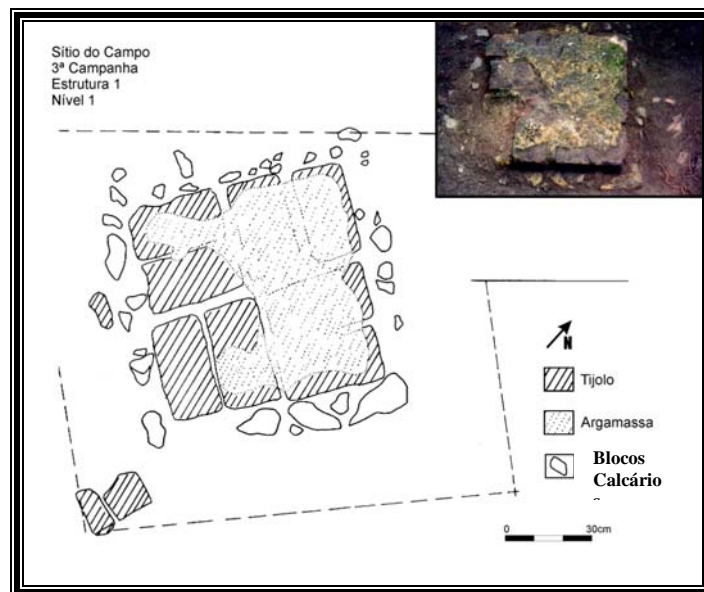 Sítio do Campo
3ª Campanha
Estrutura 1
Nível 1
N
Tijolo
Argamassa
Blocos
Calcário
0 30cm